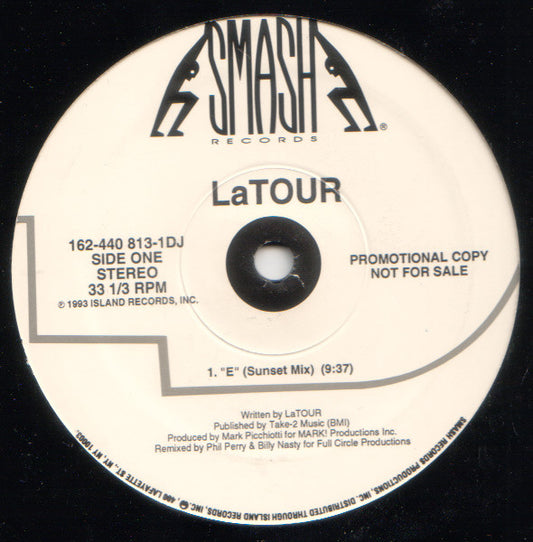 SMASH
RECORDS
®
LaTOUR
162-440 813-1DJ
SIDE ONE
STEREO
33 1/3 RPM
℗ 1993 ISLAND RECORDS, INC.
PROMOTIONAL COPY
NOT FOR SALE
1. "E" (Sunset Mix) (9:37)
Written by LaTOUR
Published by Take-2 Music (BMI)
Produced by Mark Picchiotti for MARK! Productions Inc.
Remixed by Phil Perry & Billy Nasty for Full Circle Productions
SMASH RECORDS PRODUCTIONS, INC. DISTRIBUTED THROUGH ISLAND RECORDS, INC., 400 LAFAYETTE ST., NY, NY 10003.